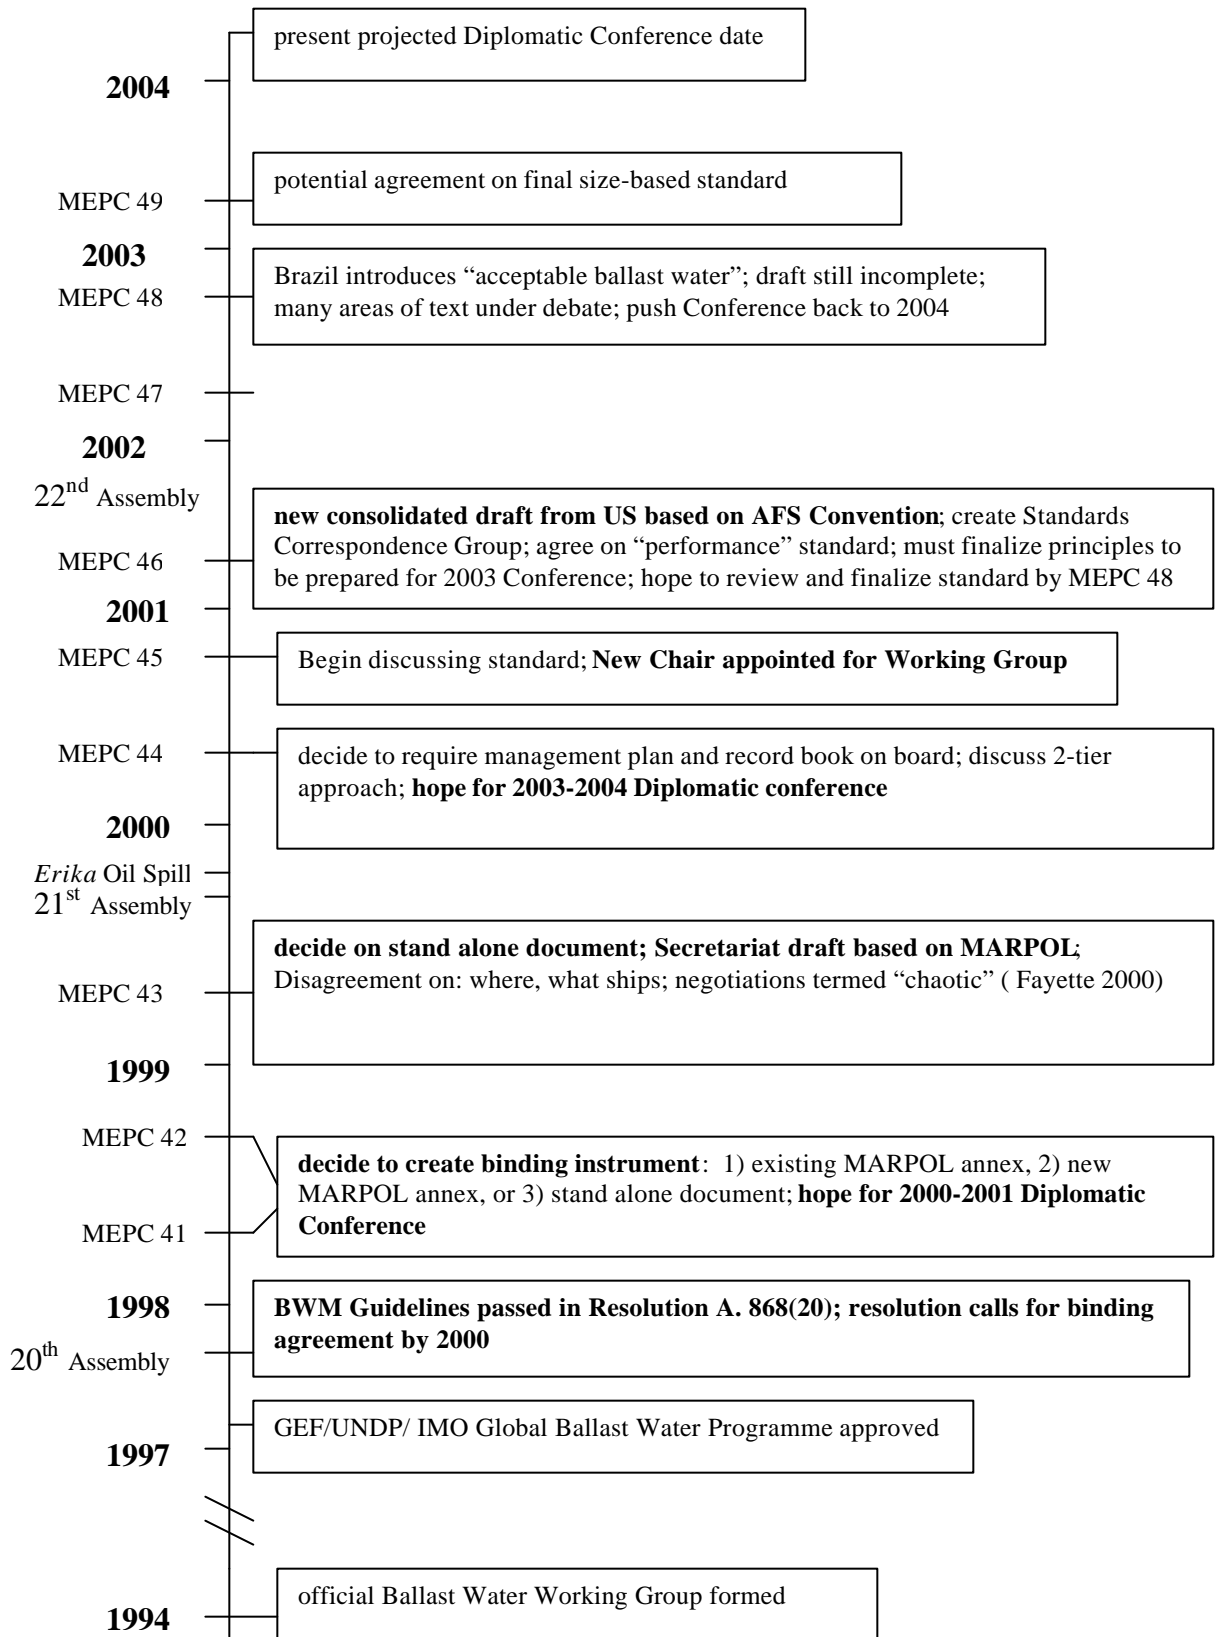 present projected Diplomatic Conference date
2004
potential agreement on final size-based standard
MEPC 49
2003
Brazil introduces “acceptable ballast water”; draft still incomplete;
many areas of text under debate; push Conference back to 2004
MEPC 48
MEPC 47
2002
22nd Assembly
new consolidated draft from US based on AFS Convention; create Standards
Correspondence Group; agree on “performance” standard; must finalize principles to
be prepared for 2003 Conference; hope to review and finalize standard by MEPC 48
MEPC 46
2001
MEPC 45
Begin discussing standard; New Chair appointed for Working Group
MEPC 44
decide to require management plan and record book on board; discuss 2-tier
approach; hope for 2003-2004 Diplomatic conference
2000
Erika Oil Spill
21st Assembly
decide on stand alone document; Secretariat draft based on MARPOL;
Disagreement on: where, what ships; negotiations termed “chaotic” ( Fayette 2000)
MEPC 43
1999
MEPC 42
decide to create binding instrument: 1) existing MARPOL annex, 2) new
MARPOL annex, or 3) stand alone document; hope for 2000-2001 Diplomatic
Conference
MEPC 41
1998
BWM Guidelines passed in Resolution A. 868(20); resolution calls for binding
agreement by 2000
20th Assembly
GEF/UNDP/ IMO Global Ballast Water Programme approved
1997
official Ballast Water Working Group formed
1994